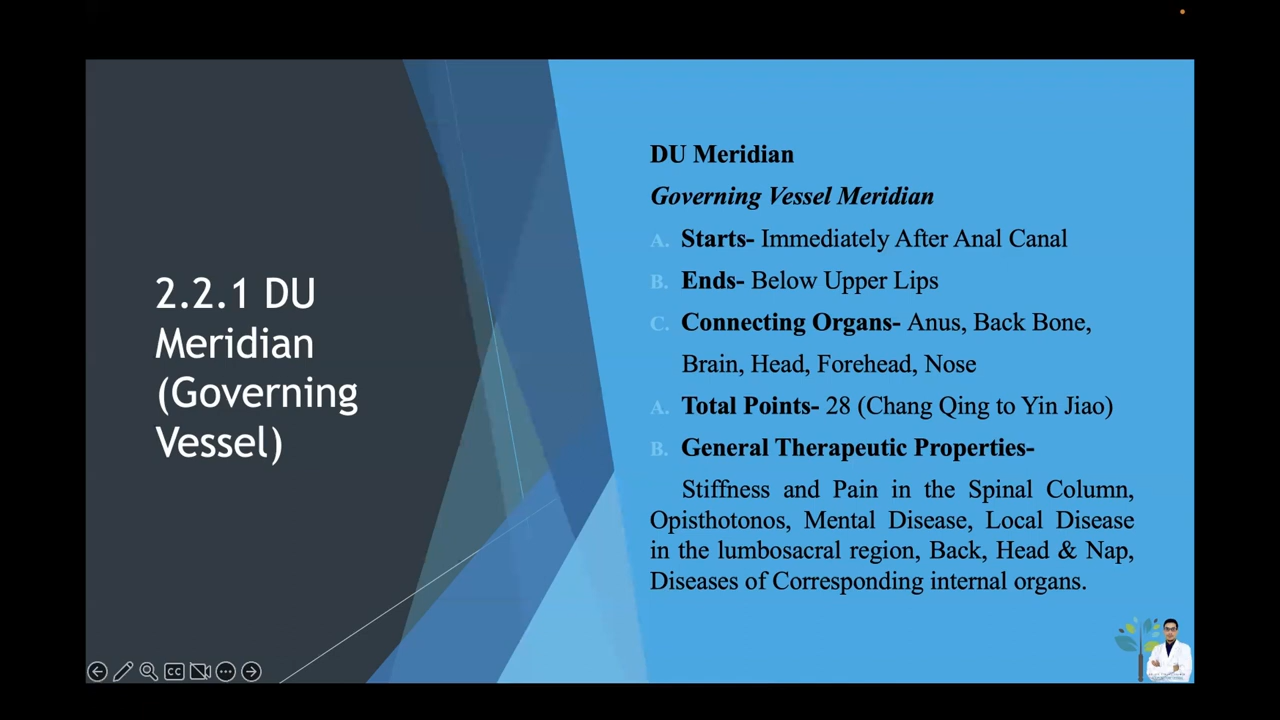 2.2.1 DU
Meridian
(Governing
Vessel)
DU Meridian
Governing Vessel Meridian
A. Starts- Immediately After Anal Canal
B. Ends- Below Upper Lips
C. Connecting Organs- Anus, Back Bone,
Brain, Head, Forehead, Nose
A. Total Points- 28 (Chang Qing to Yin Jiao)
B. General Therapeutic Properties-
Stiffness and Pain in the Spinal Column,
Opisthotonos, Mental Disease, Local Disease
in the lumbosacral region, Back, Head & Nap,
Diseases of Corresponding internal organs.
CC